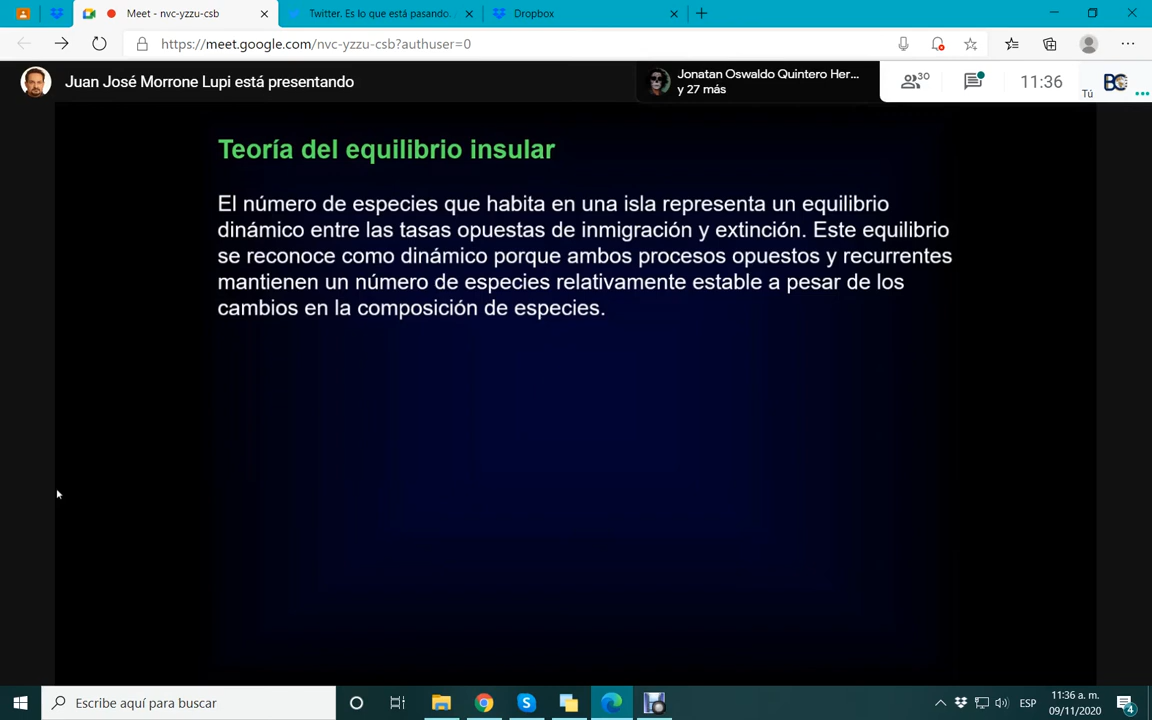 Meet - nvc-yzzu-csb
Twitter. Es lo que está pasando.
Dropbox
https://meet.google.com/nvc-yzzu-csb?authuser=0
Juan José Morrone Lupi está presentando
Jonatan Oswaldo Quintero Her...
y 27 más
30
11:36
Tú
BC
Teoría del equilibrio insular
El número de especies que habita en una isla representa un equilibrio
dinámico entre las tasas opuestas de inmigración y extinción. Este equilibrio
se reconoce como dinámico porque ambos procesos opuestos y recurrentes
mantienen un número de especies relativamente estable a pesar de los
cambios en la composición de especies.
Escribe aquí para buscar
ESP
11:36 a. m.
09/11/2020
4